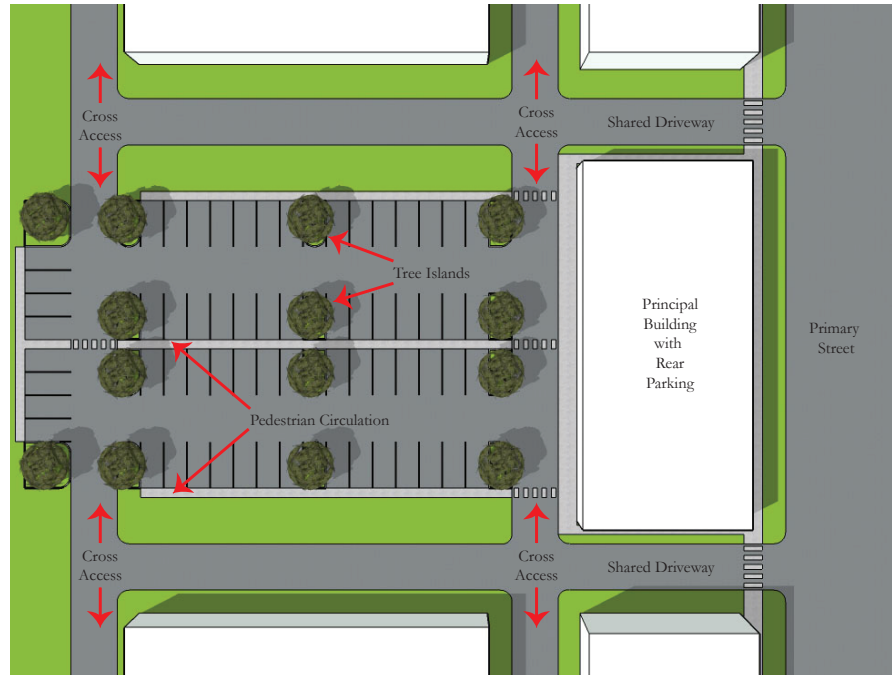 Cross
Access
Cross
Access
Shared Driveway
Tree Islands
Principal
Building
with
Rear
Parking
Primary
Street
Pedestrian Circulation
Cross
Access
Cross
Access
Shared Driveway